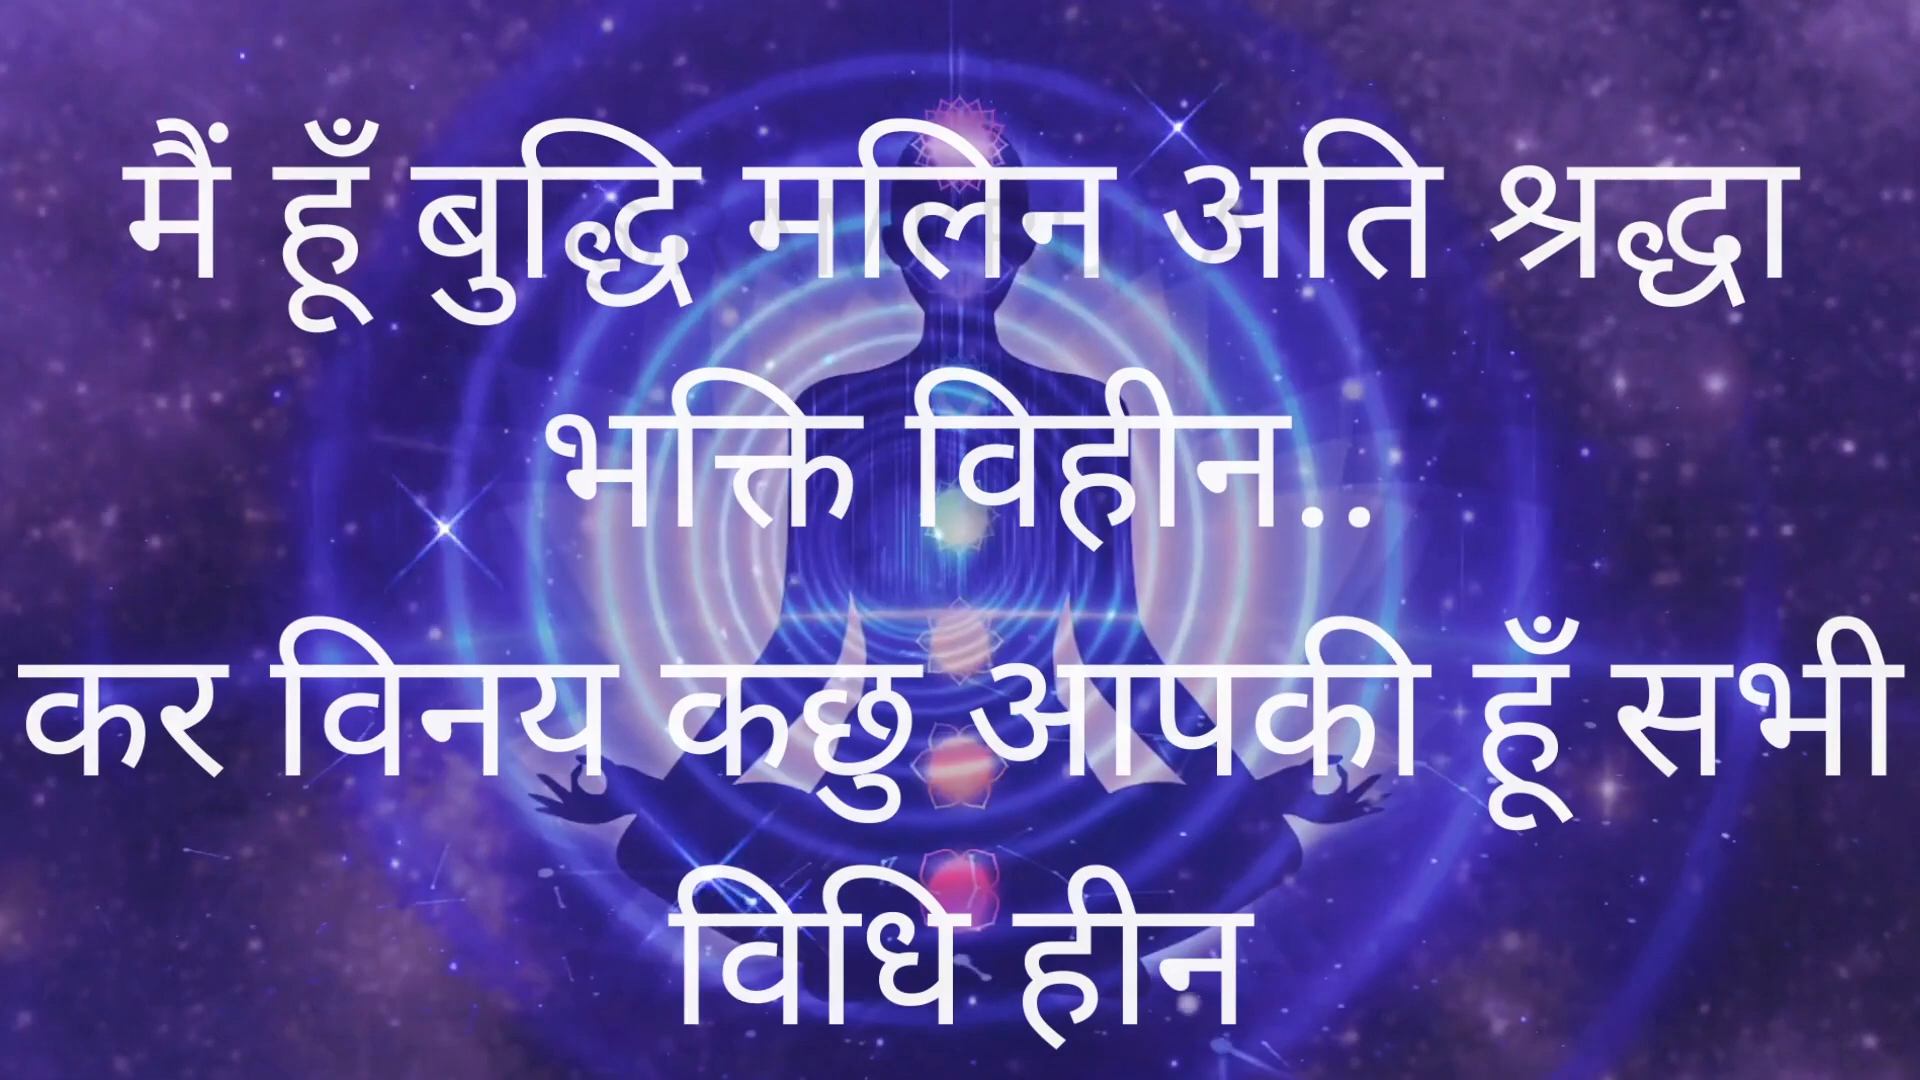 मैं हूँ बुद्धि मलिन अति श्रद्धा
भक्ति विहीन..
कर विनय कछु आपकी हूँ सभी
विधि हीन